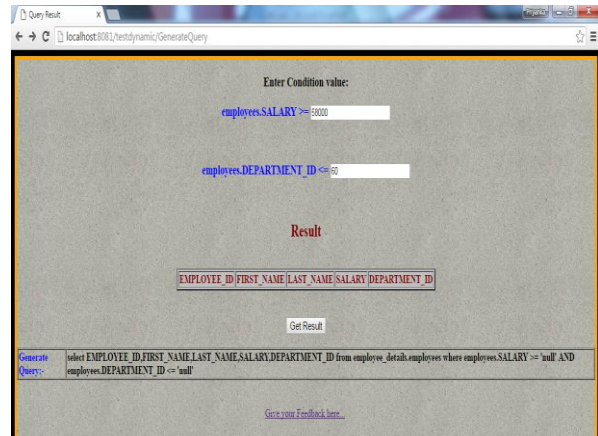 Query Result
localhost:8081/testdynamic/GenerateQuery
Enter Condition value:
employees.SALARY >= 58000
employees.DEPARTMENT_ID <= 60
Result
EMPLOYEE_ID FIRST_NAME LAST_NAME SALARY DEPARTMENT_ID
Get Result
Generate Query:-
select EMPLOYEE_ID,FIRST_NAME,LAST_NAME,SALARY,DEPARTMENT_ID from employee_details.employees where employees.SALARY >= 'null' AND
employees.DEPARTMENT_ID <= 'null'
Give your Feedback here...